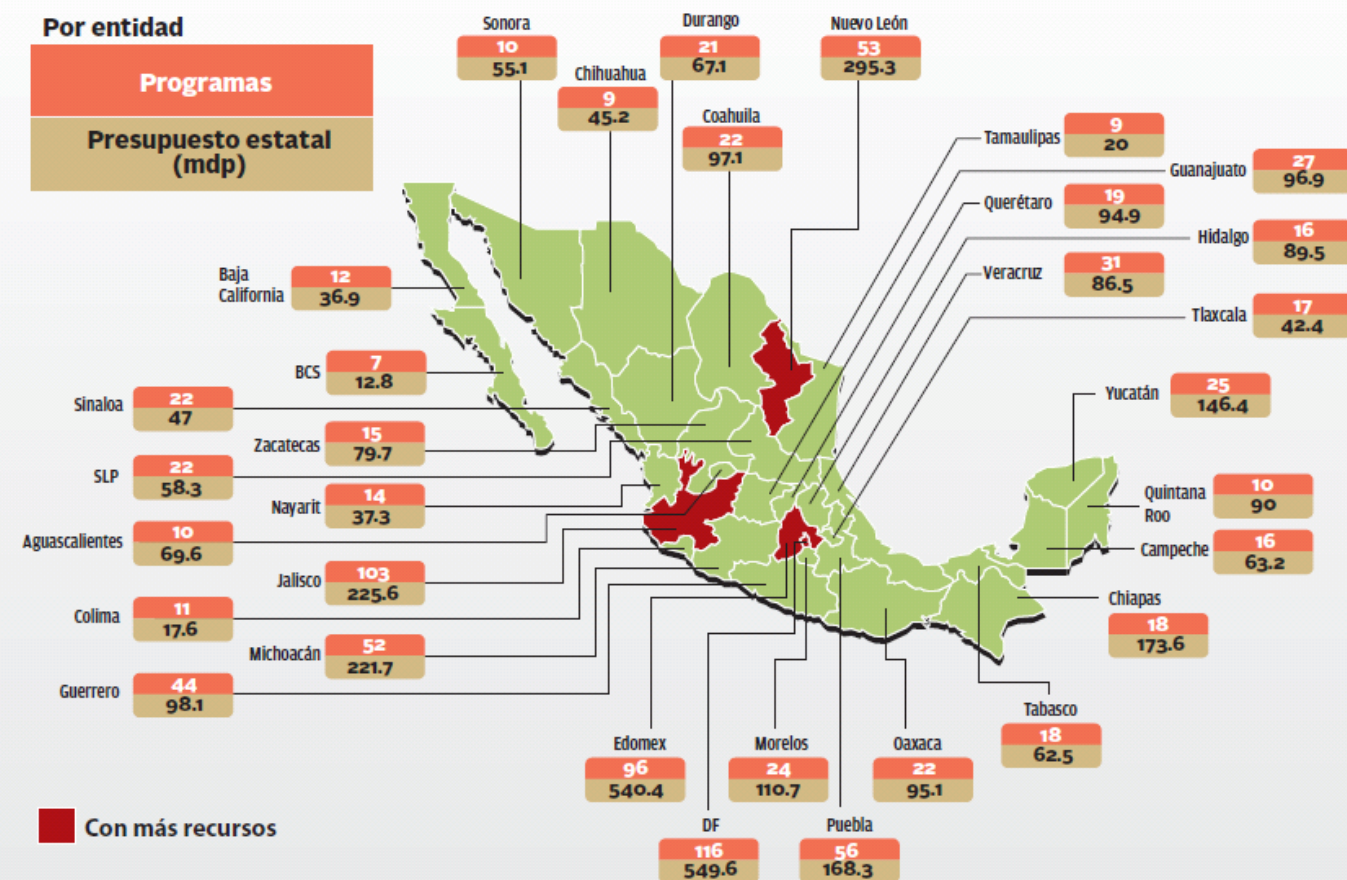 Por entidad
Programas
Presupuesto estatal
(mdp)
Sonora
10
55.1
Chihuahua
9
45.2
Durango
21
67.1
Coahuila
22
97.1
Nuevo León
53
295.3
Tamaulipas
9
20
Guanajuato
27
96.9
Querétaro
19
94.9
Hidalgo
16
89.5
Veracruz
31
86.5
Tlaxcala
17
42.4
Yucatán
25
146.4
Quintana
Roo
10
90
Campeche
16
63.2
Chiapas
18
173.6
Tabasco
18
62.5
Baja
California
12
36.9
BCS
7
12.8
Sinaloa
22
47
Zacatecas
15
79.7
SLP
22
58.3
Nayarit
14
37.3
Aguascalientes
10
69.6
Jalisco
103
225.6
Colima
11
17.6
Michoacán
52
221.7
Guerrero
44
98.1
Edomex
96
540.4
Morelos
24
110.7
Oaxaca
22
95.1
DF
116
549.6
Puebla
56
168.3
Con más recursos